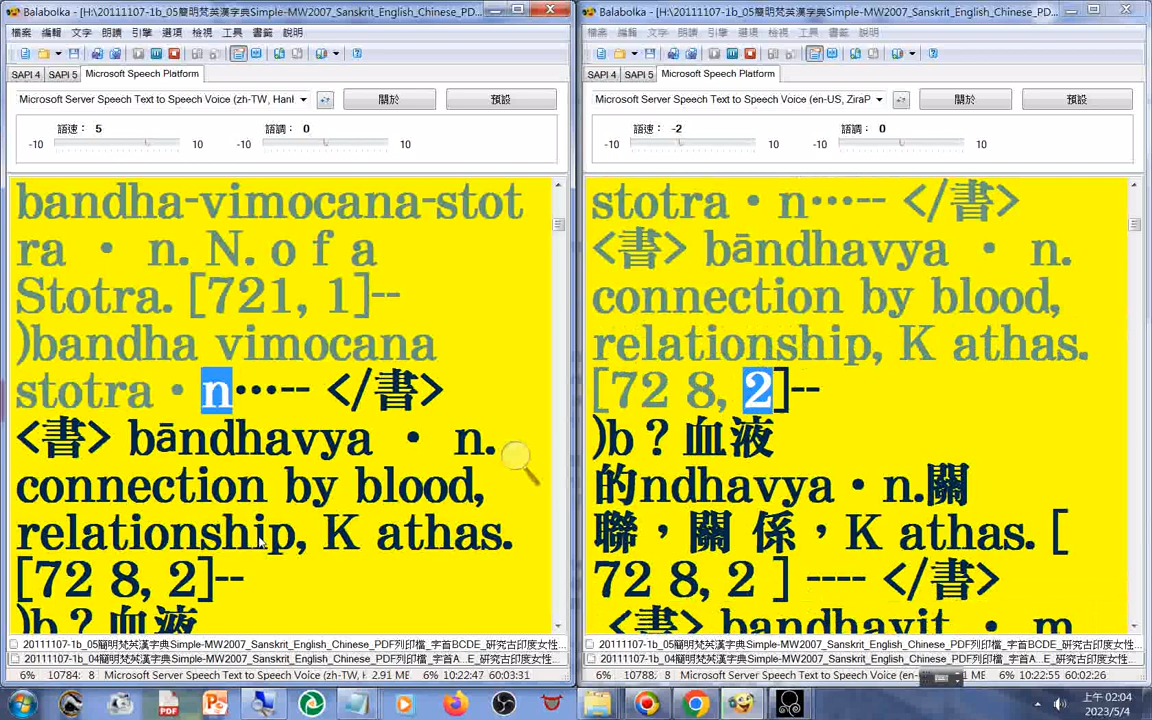 Balabolka - [H:\20111107-1b_05簡明梵英漢字典Simple-MW2007_Sanskrit_English_Chinese_PD...
檔案 編輯 文字 朗讀 引擎 選項 檢視 工具 書籤 說明
SAPI 4 SAPI 5 Microsoft Speech Platform
Microsoft Server Speech Text to Speech Voice (zh-TW, HanH 關於 預設
語速： 5 語調： 0
-10 10 -10 10
bandha-vimocana-stot
ra • n. N. o f a
Stotra. [721, 1]--
)bandha vimocana
stotra • n…-- </書>
<書> bāndhavya • n.
connection by blood,
relationship, K athas.
[72 8, 2]--
)b？血液
20111107-1b_05簡明梵英漢字典Simple-MW2007_Sanskrit_English_Chinese_PDF列印檔_字首BCDE_研究古印度女性...
20111107-1b_04簡明梵英漢字典Simple-MW2007_Sanskrit_English_Chinese_PDF列印檔_字首A...E_研究古印度女性...
6% 10784: 8 Microsoft Server Speech Text to Speech Voice (zh-TW, H 2.91 ME 6% 10:22:47 60:03:31
Balabolka - [H:\20111107-1b_05簡明梵英漢字典Simple-MW2007_Sanskrit_English_Chinese_PD...
檔案 編輯 文字 朗讀 引擎 選項 檢視 工具 書籤 說明
SAPI 4 SAPI 5 Microsoft Speech Platform
Microsoft Server Speech Text to Speech Voice (en-US, ZiraP 關於 預設
語速： -2 語調： 0
-10 10 -10 10
stotra • n…-- </書>
<書> bāndhavya • n.
connection by blood,
relationship, K athas.
[72 8, 2]--
)b？血液
的ndhavya • n.關
聯，關 係，K athas. [
72 8, 2 ] ---- </書>
<書> bandhavit • m
20111107-1b_05簡明梵英漢字典Simple-MW2007_Sanskrit_English_Chinese_PDF列印檔_字首BCDE_研究古印度女性...
20111107-1b_04簡明梵英漢字典Simple-MW2007_Sanskrit_English_Chinese_PDF列印檔_字首A...E_研究古印度女性...
6% 10788: 8 Microsoft Server Speech Text to Speech Voice (en-US 6% 10:22:55 60:02:26
上午 02:04
2023/5/4